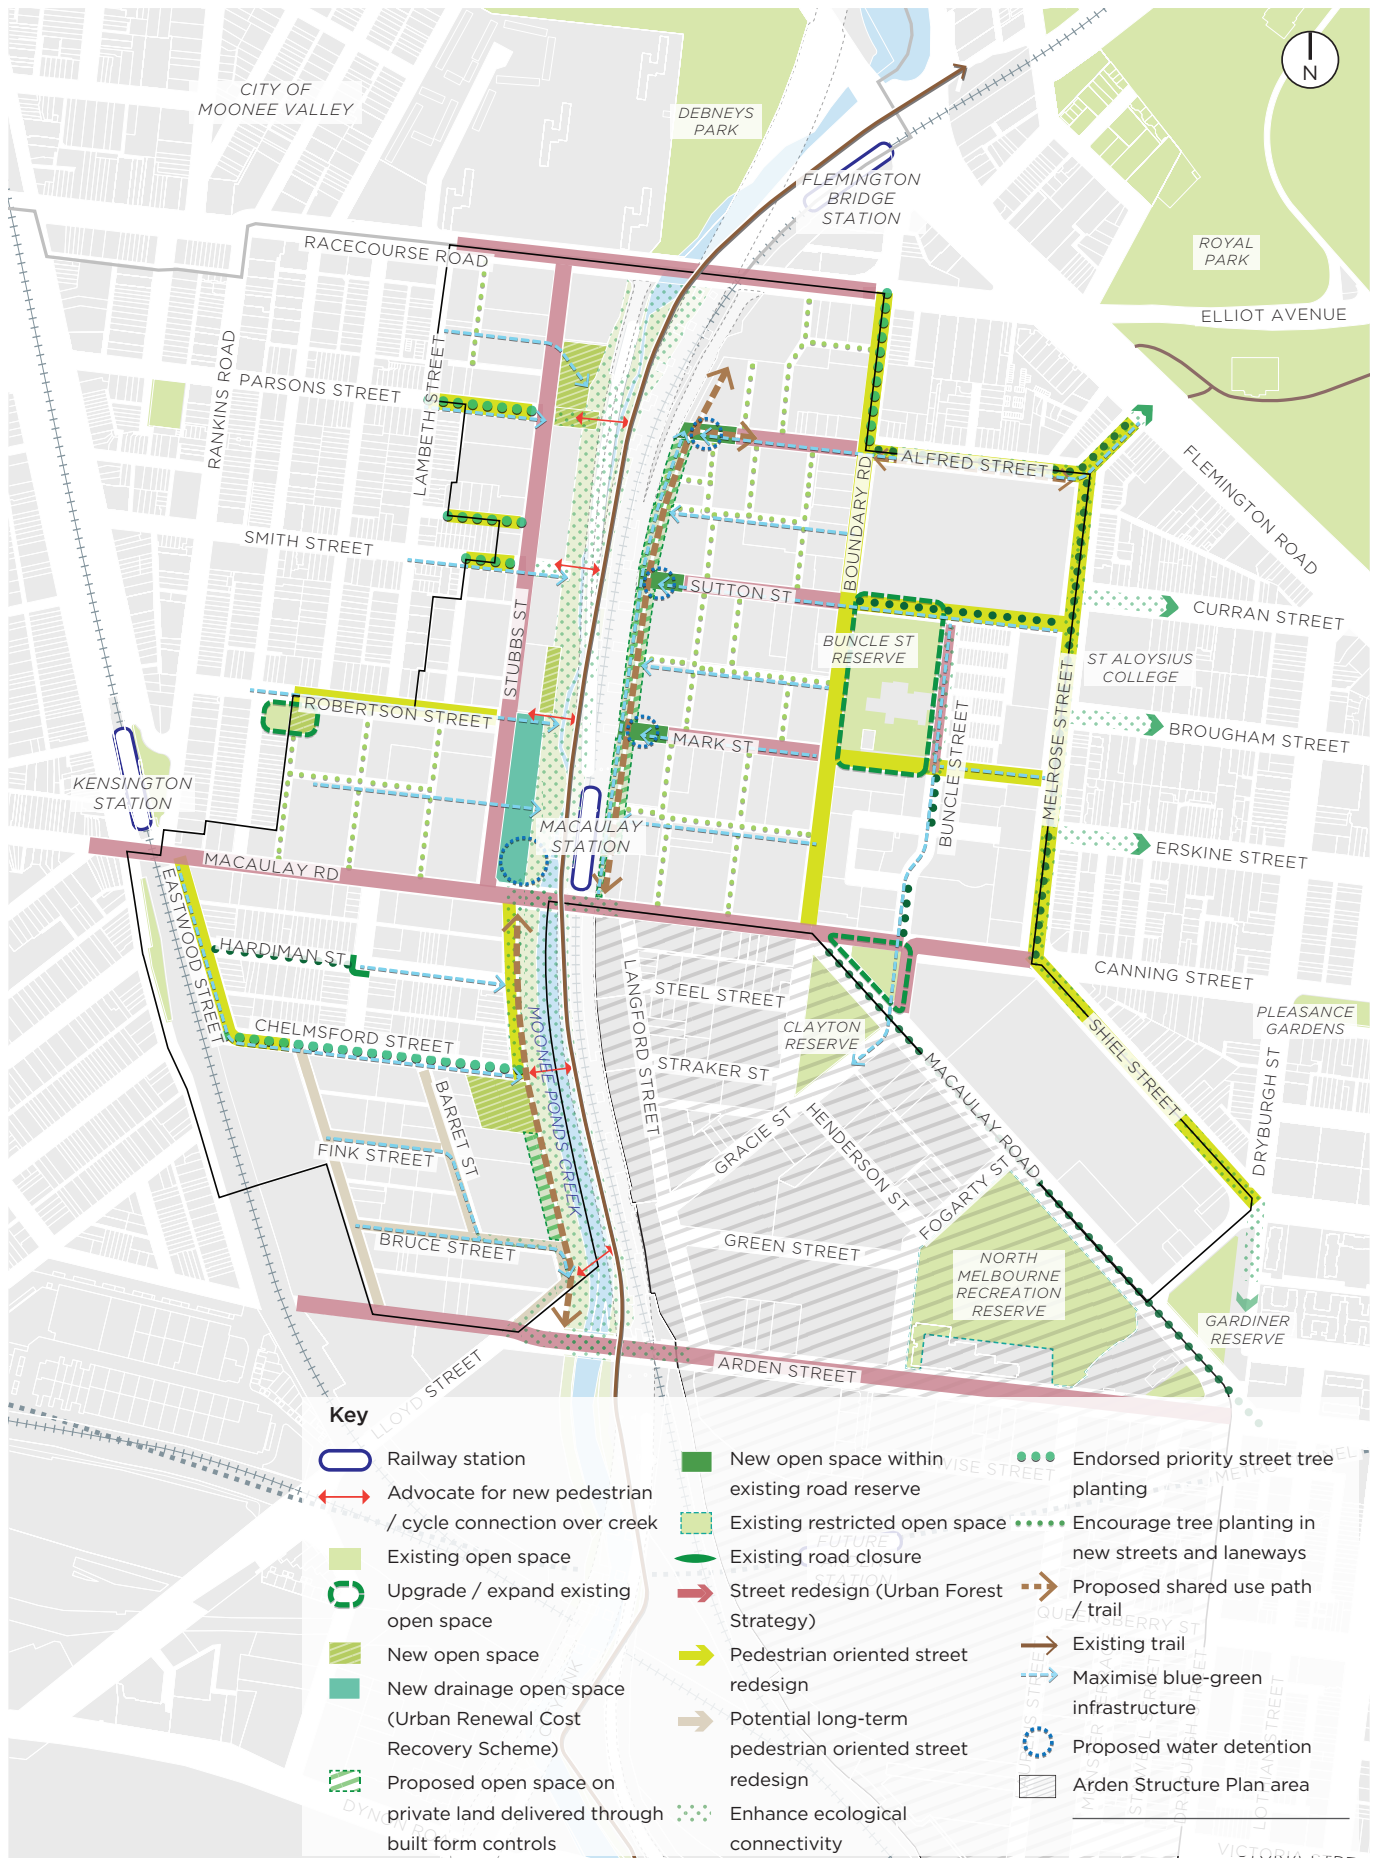 CITY OF
MOONEE VALLEY
DEBNEYS
PARK
N
FLEMINGTON
BRIDGE
STATION
ROYAL
PARK
RACECOURSE ROAD
ELLIOT AVENUE
RANKINS ROAD
PARSONS STREET
LAMBETH STREET
ALFRED STREET
FLEMINGTON ROAD
BOUNDARY RD
SMITH STREET
SUTTON ST
CURRAN STREET
STUBBS ST
BUNCLE ST
RESERVE
ST ALOYSIUS
COLLEGE
MELROSE STREET
ROBERTSON STREET
MARK ST
BUNCLE STREET
BROUGHAM STREET
KENSINGTON
STATION
MACAULAY
STATION
ERSKINE STREET
MACAULAY RD
EASTWOOD STREET
HARDIMAN ST
LANGFORD STREET
STEEL STREET
CANNING STREET
CLAYTON
RESERVE
PLEASANCE
GARDENS
CHELMSFORD STREET
MOONEE PONDS CREEK
SHIEL STREET
STRAKER ST
MACAULAY ROAD
DRYBURGH ST
BARRET ST
GRACIE ST
HENDERSON ST
FINK STREET
FOGARTY ST
BRUCE STREET
GREEN STREET
NORTH
MELBOURNE
RECREATION
RESERVE
GARDINER
RESERVE
LLOYD STREET
ARDEN STREET
Key
Railway station
Advocate for new pedestrian
/ cycle connection over creek
Existing open space
Upgrade / expand existing
open space
New open space
New drainage open space
(Urban Renewal Cost
Recovery Scheme)
Proposed open space on
private land delivered through
built form controls
New open space within
existing road reserve
Existing restricted open space
Existing road closure
Street redesign (Urban Forest
Strategy)
Pedestrian oriented street
redesign
Potential long-term
pedestrian oriented street
redesign
Enhance ecological
connectivity
Endorsed priority street tree
planting
Encourage tree planting in
new streets and laneways
Proposed shared use path
/ trail
Existing trail
Maximise blue-green
infrastructure
Proposed water detention
Arden Structure Plan area
FUTURE
STATION
QUEENSBERRY ST
LOTHIAN STREET